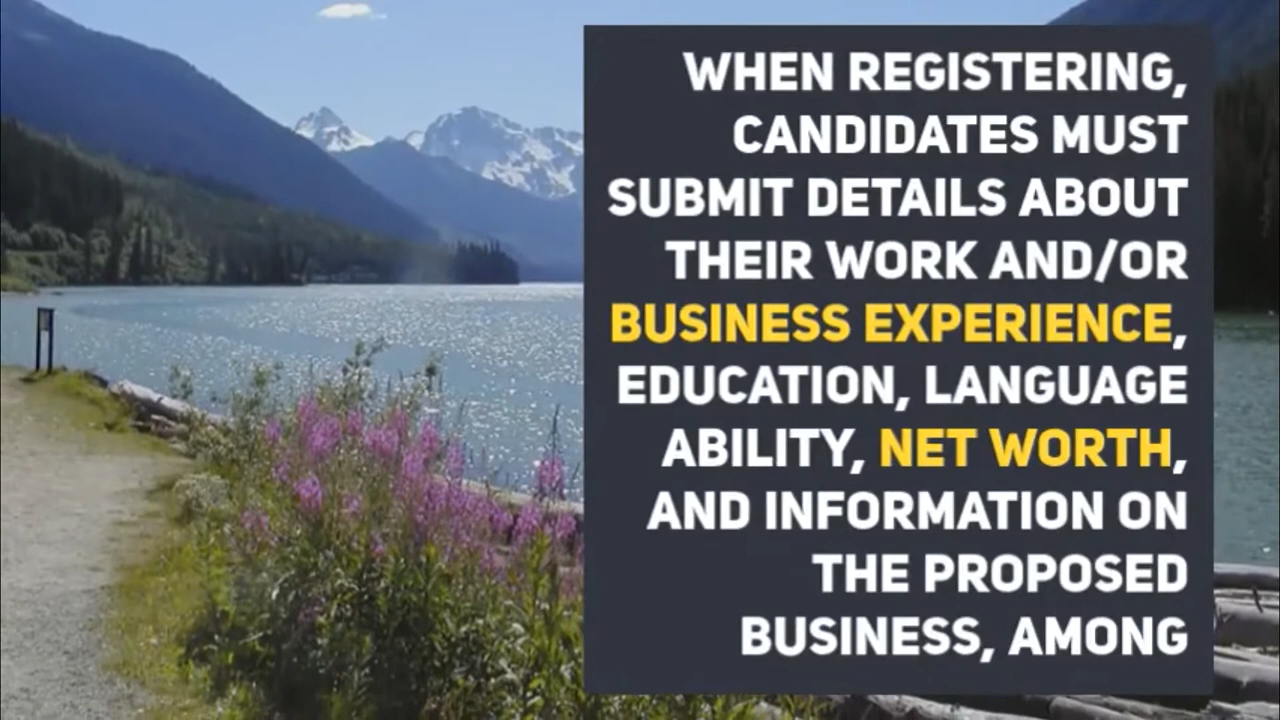 WHEN REGISTERING,
CANDIDATES MUST
SUBMIT DETAILS ABOUT
THEIR WORK AND/OR
BUSINESS EXPERIENCE,
EDUCATION, LANGUAGE
ABILITY, NET WORTH,
AND INFORMATION ON
THE PROPOSED
BUSINESS, AMONG